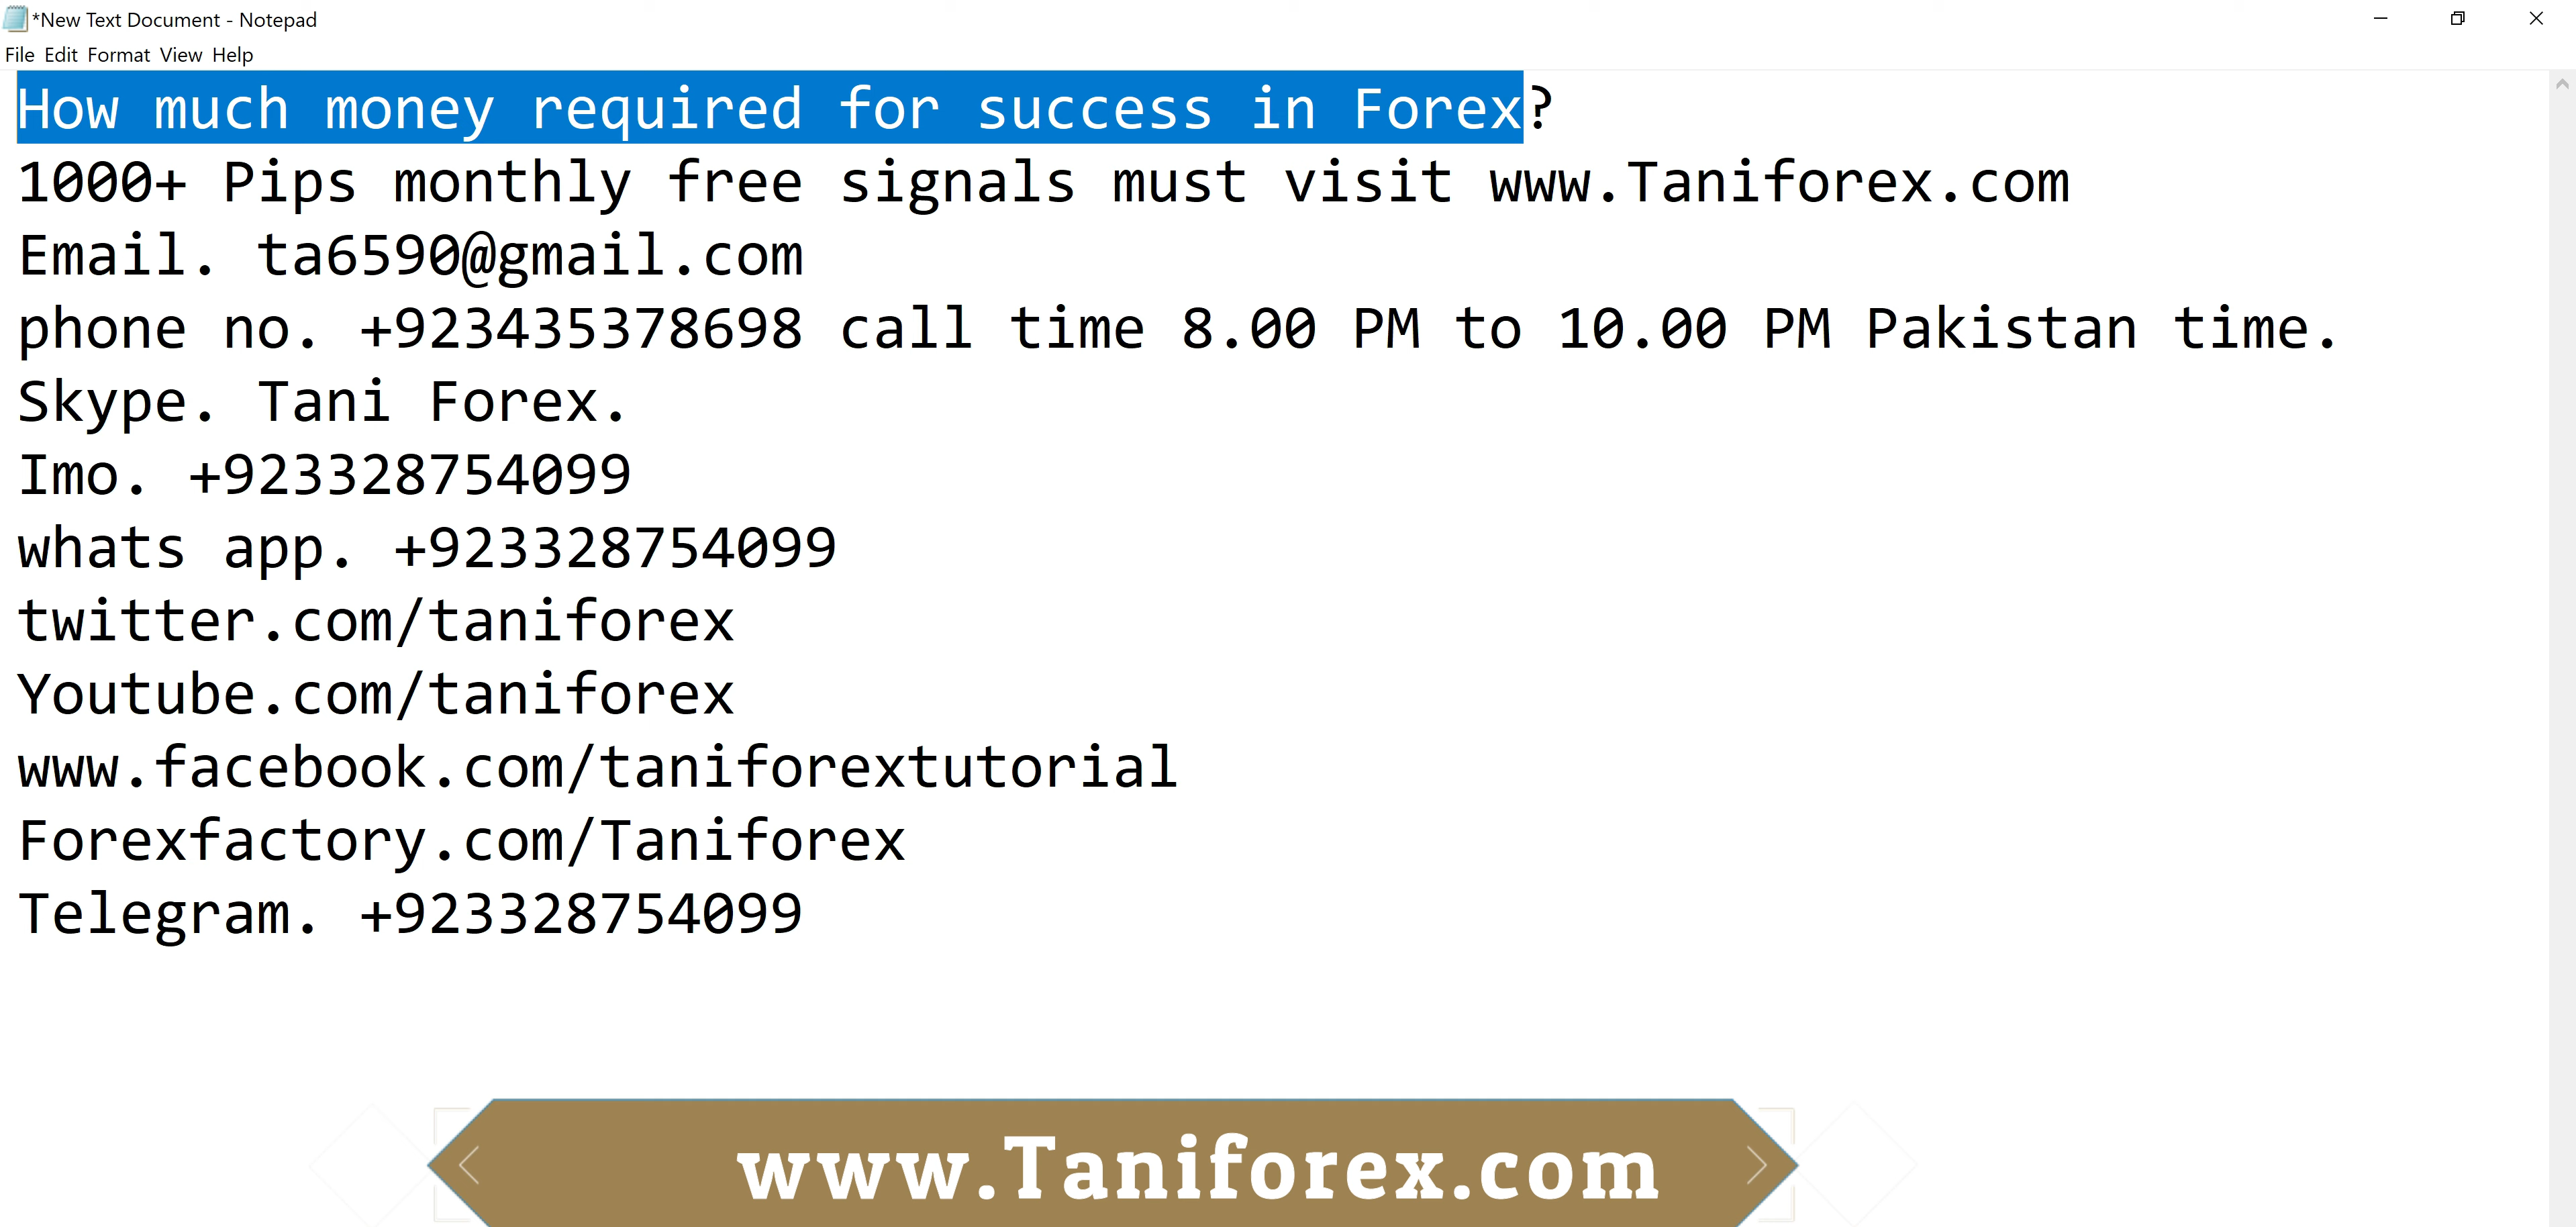 *New Text Document - Notepad
File Edit Format View Help
How much money required for success in Forex?
1000+ Pips monthly free signals must visit www.Taniforex.com
Email. ta6590@gmail.com
phone no. +923435378698 call time 8.00 PM to 10.00 PM Pakistan time.
Skype. Tani Forex.
Imo. +923328754099
whats app. +923328754099
twitter.com/taniforex
Youtube.com/taniforex
www.facebook.com/taniforextutorial
Forexfactory.com/Taniforex
Telegram. +923328754099
www.Taniforex.com